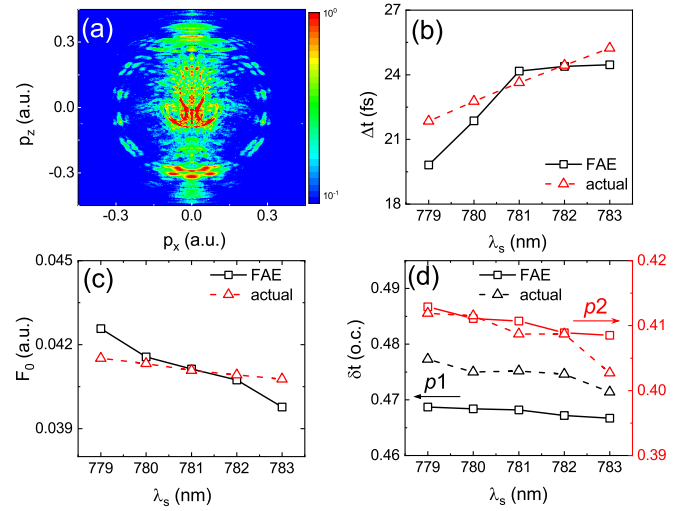 (a)
0.3
0.0
-0.3
p_z (a.u.)
-0.3 0.0 0.3
p_x (a.u.)
10^0
10^-1
(b)
27
24
21
18
Δt (fs)
FAE
actual
779 780 781 782 783
λ_s (nm)
(c)
0.045
0.042
0.039
F_0 (a.u.)
FAE
actual
779 780 781 782 783
λ_s (nm)
(d)
0.49
0.48
0.47
0.46
δt (o.c.)
FAE
actual
p2
p1
0.42
0.41
0.40
0.39
779 780 781 782 783
λ_s (nm)